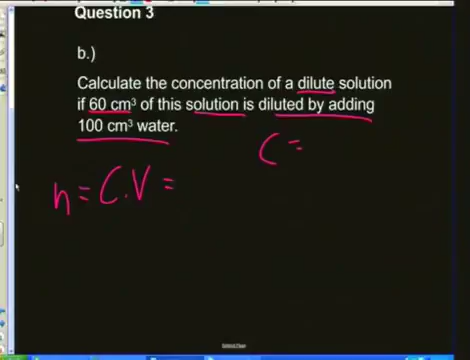 Question 3
b.)
Calculate the concentration of a dilute solution
if 60 cm³ of this solution is diluted by adding
100 cm³ water.
C =
n = C.V =